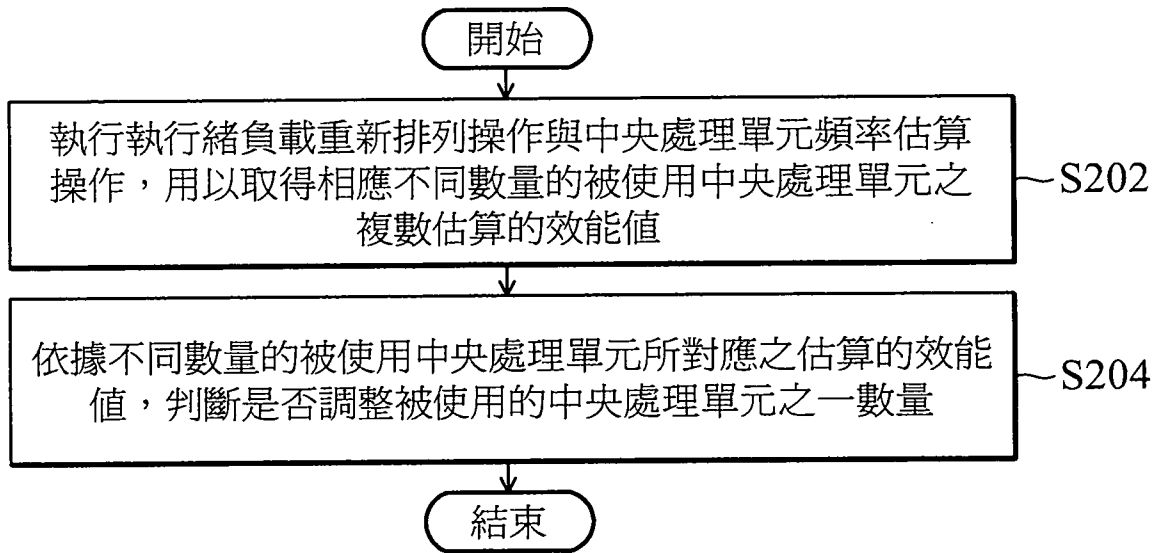 開始
執行執行緒負載重新排列操作與中央處理單元頻率估算
操作，用以取得相應不同數量的被使用中央處理單元之
複數估算的效能值
S202
依據不同數量的被使用中央處理單元所對應之估算的效能
值，判斷是否調整被使用的中央處理單元之一數量
S204
結束